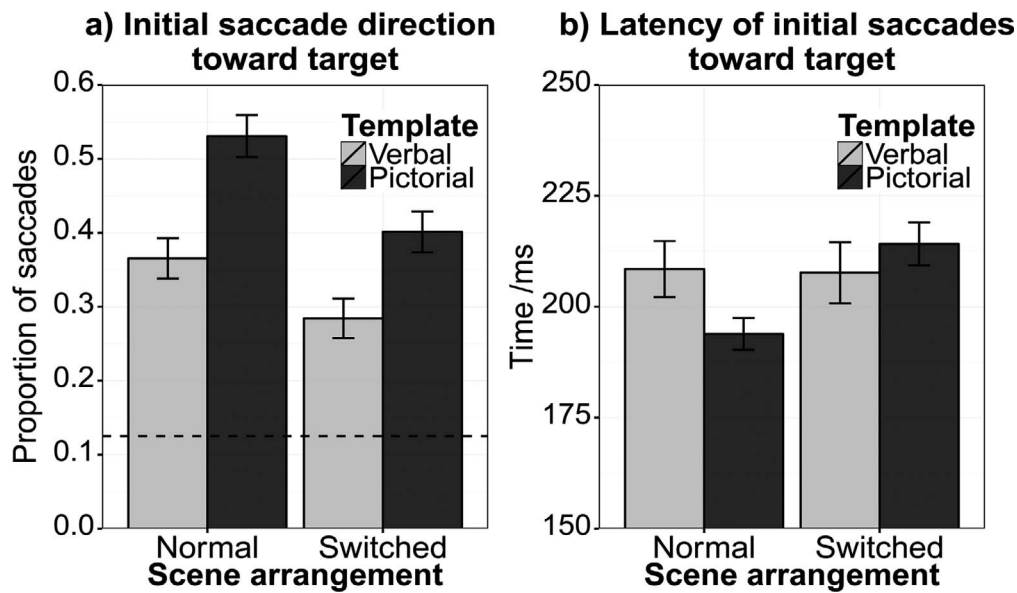 a) Initial saccade direction
toward target
0.6
0.5
0.4
0.3
0.2
0.1
0.0
Proportion of saccades
Template
Verbal
Pictorial
Normal
Switched
Scene arrangement
b) Latency of initial saccades
toward target
250
225
200
175
150
Time /ms
Template
Verbal
Pictorial
Normal
Switched
Scene arrangement